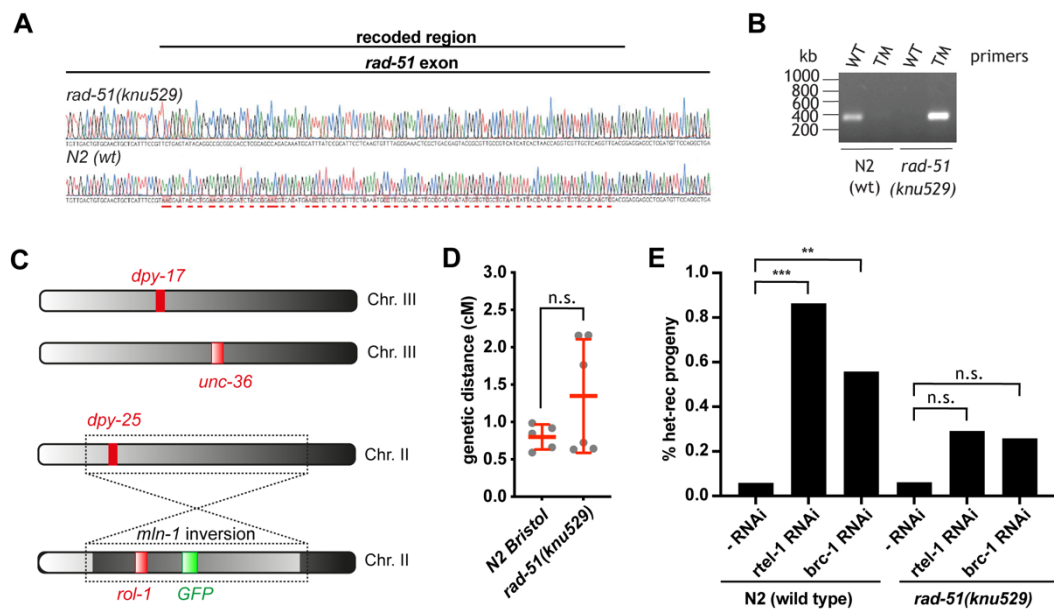 A
recoded region
rad-51 exon
rad-51(knu529)
N2 (wt)
B
kb
WT
TM
WT
TM
primers
1000
800
600
400
200
N2
(wt)
rad-51
(knu529)
C
dpy-17
Chr. III
Chr. III
unc-36
dpy-25
Chr. II
mln-1 inversion
Chr. II
rol-1
GFP
D
genetic distance (cM)
3.0
2.5
2.0
1.5
1.0
0.5
0.0
n.s.
N2 Bristol
rad-51(knu529)
E
% het-rec progeny
1.0
0.8
0.6
0.4
0.2
0.0
**
***
n.s.
n.s.
- RNAi
rtel-1 RNAi
brc-1 RNAi
- RNAi
rtel-1 RNAi
brc-1 RNAi
N2 (wild type)
rad-51(knu529)